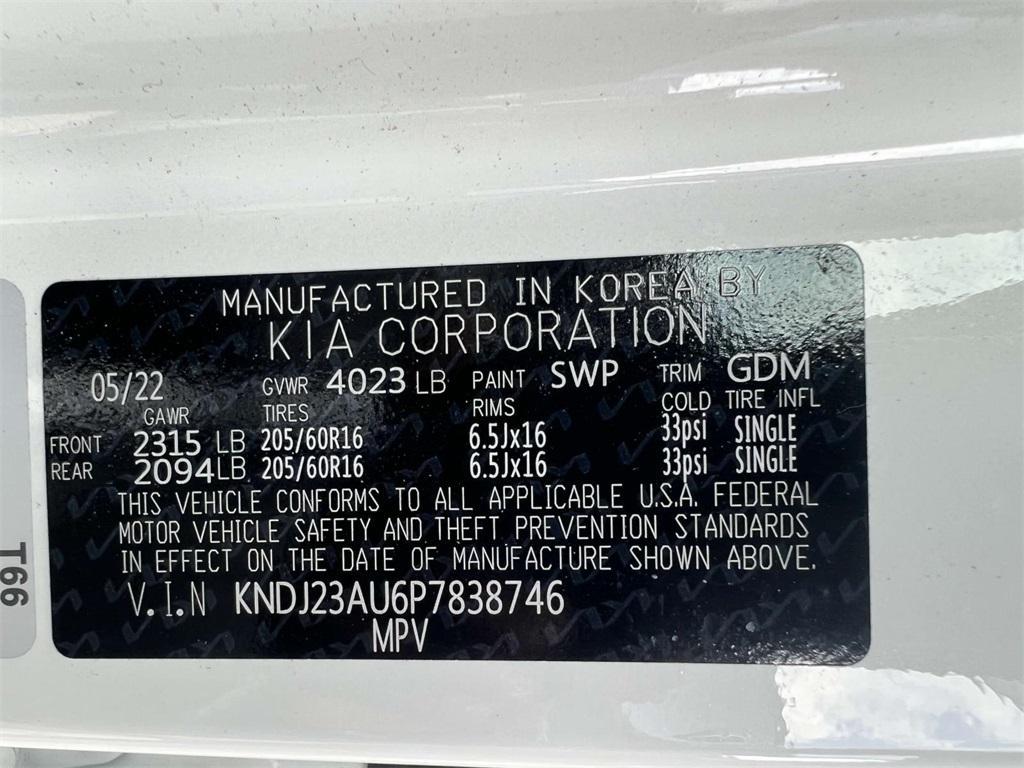 MANUFACTURED IN KOREA BY
KIA CORPORATION
05/22 GVWR 4023 LB PAINT SWP TRIM GDM
GAWR TIRES RIMS COLD TIRE INFL
FRONT 2315 LB 205/60R16 6.5Jx16 33psi SINGLE
REAR 2094 LB 205/60R16 6.5Jx16 33psi SINGLE
THIS VEHICLE CONFORMS TO ALL APPLICABLE U.S.A. FEDERAL
MOTOR VEHICLE SAFETY AND THEFT PREVENTION STANDARDS
IN EFFECT ON THE DATE OF MANUFACTURE SHOWN ABOVE.
V.I.N KNDJ23AU6P7838746
MPV
T66